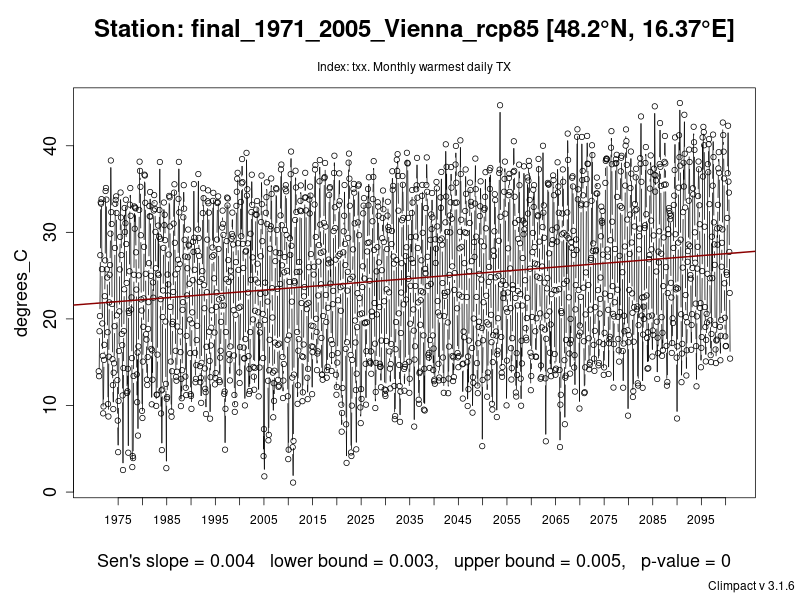 Station: final_1971_2005_Vienna_rcp85 [48.2°N, 16.37°E]
Index: txx. Monthly warmest daily TX
degrees_C
40
30
20
10
0
1975 1985 1995 2005 2015 2025 2035 2045 2055 2065 2075 2085 2095
Sen's slope = 0.004 lower bound = 0.003, upper bound = 0.005, p-value = 0
Climpact v 3.1.6